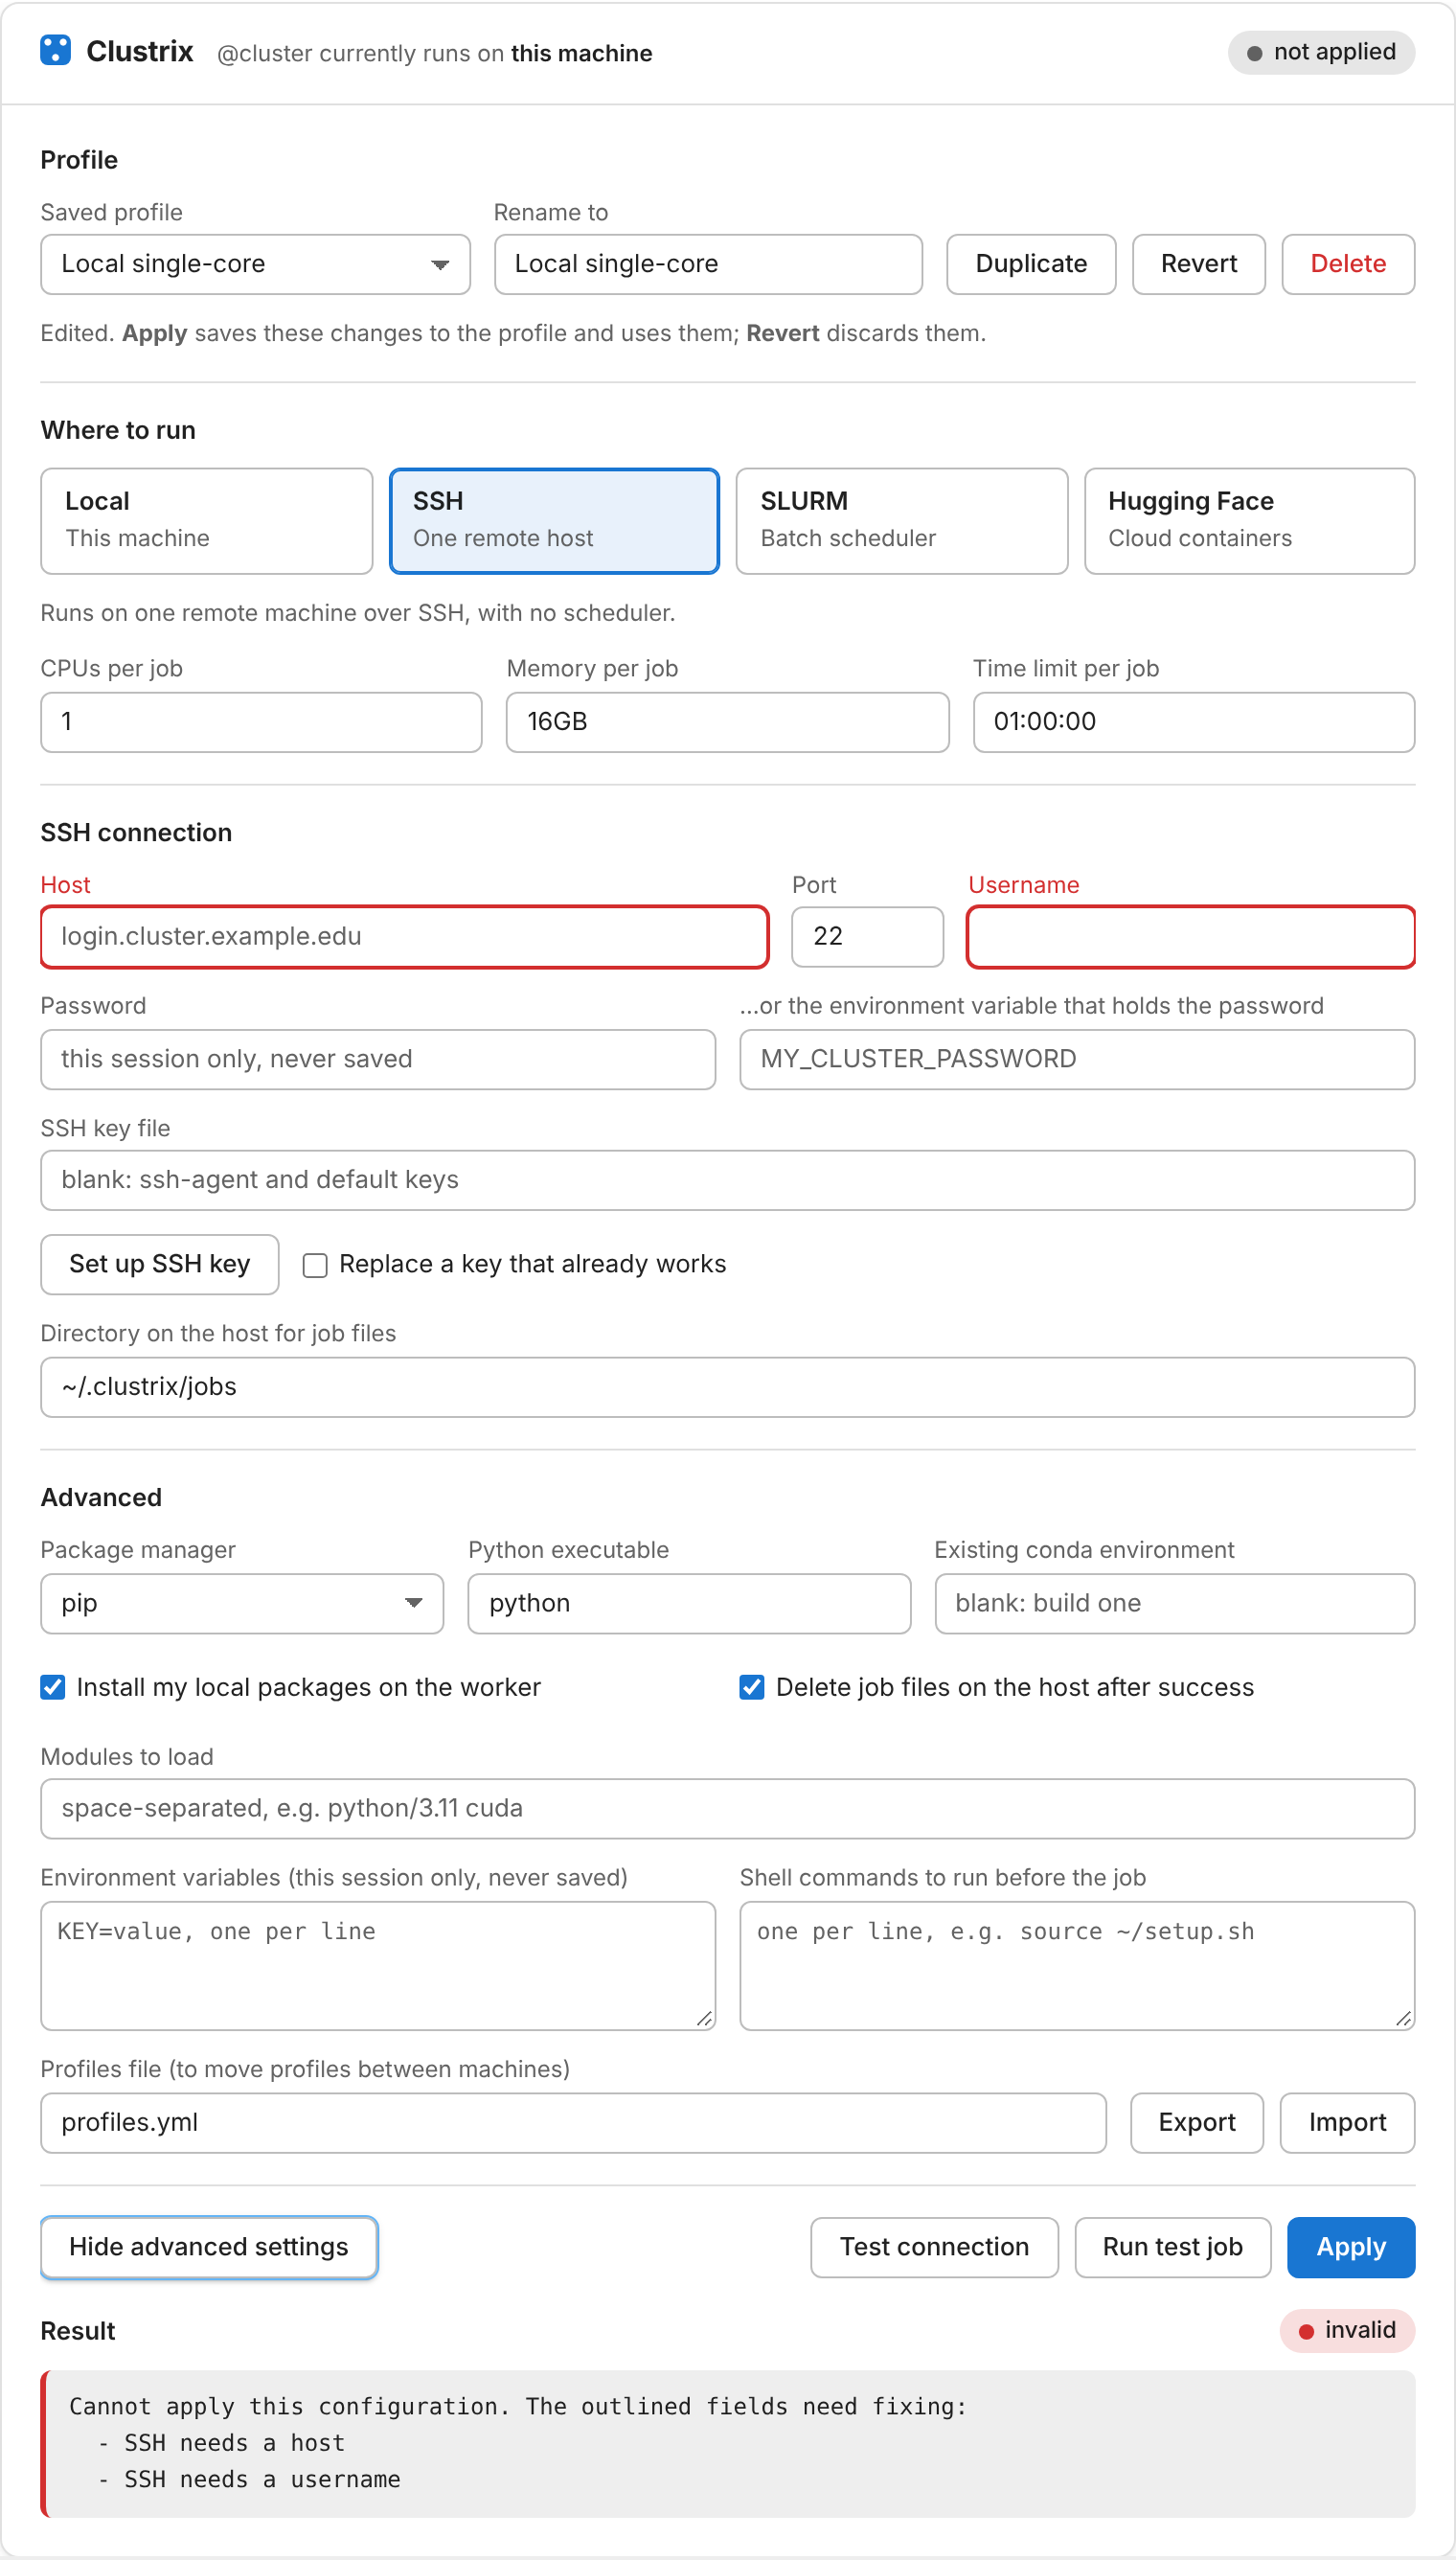 Clustrix @cluster currently runs on this machine not applied
Profile
Saved profile Rename to
Local single-core Local single-core Duplicate Revert Delete
Edited. Apply saves these changes to the profile and uses them; Revert discards them.
Where to run
Local SSH SLURM Hugging Face
This machine One remote host Batch scheduler Cloud containers
Runs on one remote machine over SSH, with no scheduler.
CPUs per job Memory per job Time limit per job
1 16GB 01:00:00
SSH connection
Host Port Username
login.cluster.example.edu 22
Password ...or the environment variable that holds the password
this session only, never saved MY_CLUSTER_PASSWORD
SSH key file
blank: ssh-agent and default keys
Set up SSH key Replace a key that already works
Directory on the host for job files
~/.clustrix/jobs
Advanced
Package manager Python executable Existing conda environment
pip python blank: build one
Install my local packages on the worker Delete job files on the host after success
Modules to load
space-separated, e.g. python/3.11 cuda
Environment variables (this session only, never saved) Shell commands to run before the job
KEY=value, one per line one per line, e.g. source ~/setup.sh
Profiles file (to move profiles between machines)
profiles.yml Export Import
Hide advanced settings Test connection Run test job Apply
Result invalid
Cannot apply this configuration. The outlined fields need fixing:
- SSH needs a host
- SSH needs a username